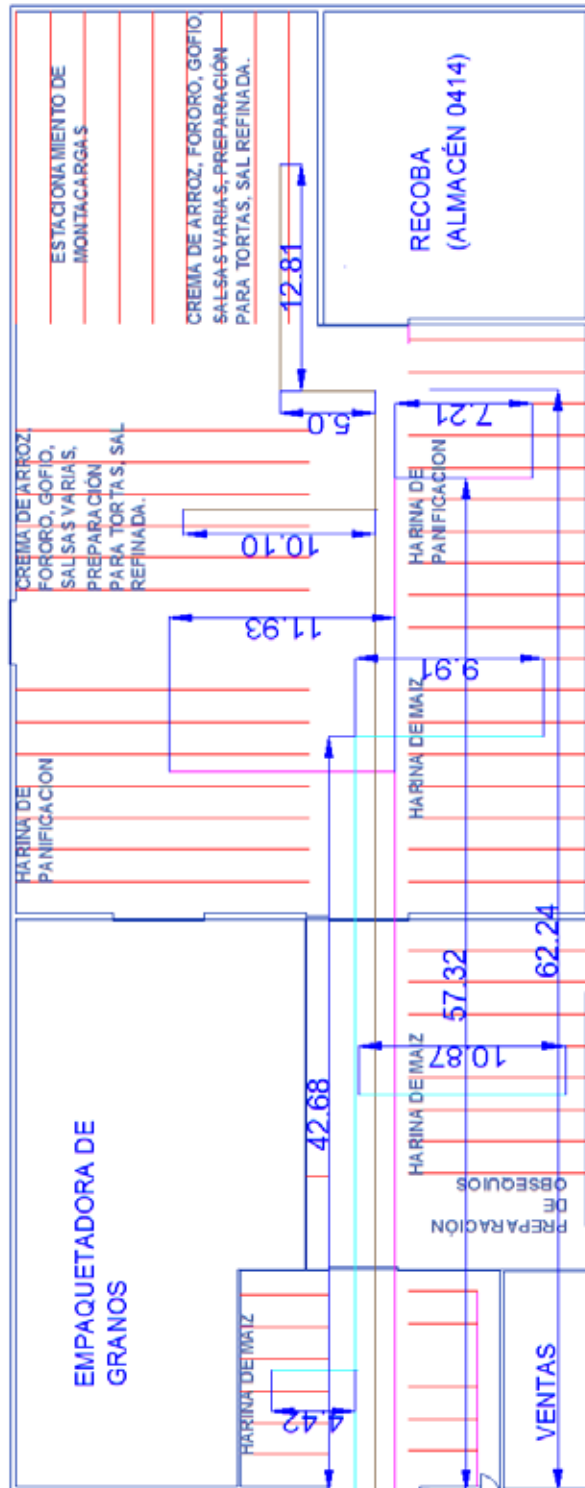 ESTACIONAMIENTO DE
MONTACARGAS
CREMA DE ARROZ, FORORO, GOFIO,
SALSAS VARIAS, PREPARACIÓN
PARA TORTAS, SAL REFINADA.
RECOBA
(ALMACÉN 0414)
12.81
5.0
7.21
CREMA DE ARROZ,
FORORO, GOFIO,
SALSAS VARIAS,
PREPARACIÓN
PARA TORTAS, SAL
REFINADA.
10.10
HARINA DE
PANIFICACION
11.93
9.91
HARINA DE
PANIFICACION
HARINA DE MAIZ
42.68
57.32
62.24
10.87
HARINA DE MAIZ
EMPAQUETADORA DE
GRANOS
PREPARACIÓN
DE
OBSEQUIOS
HARINA DE MAIZ
4.42
VENTAS